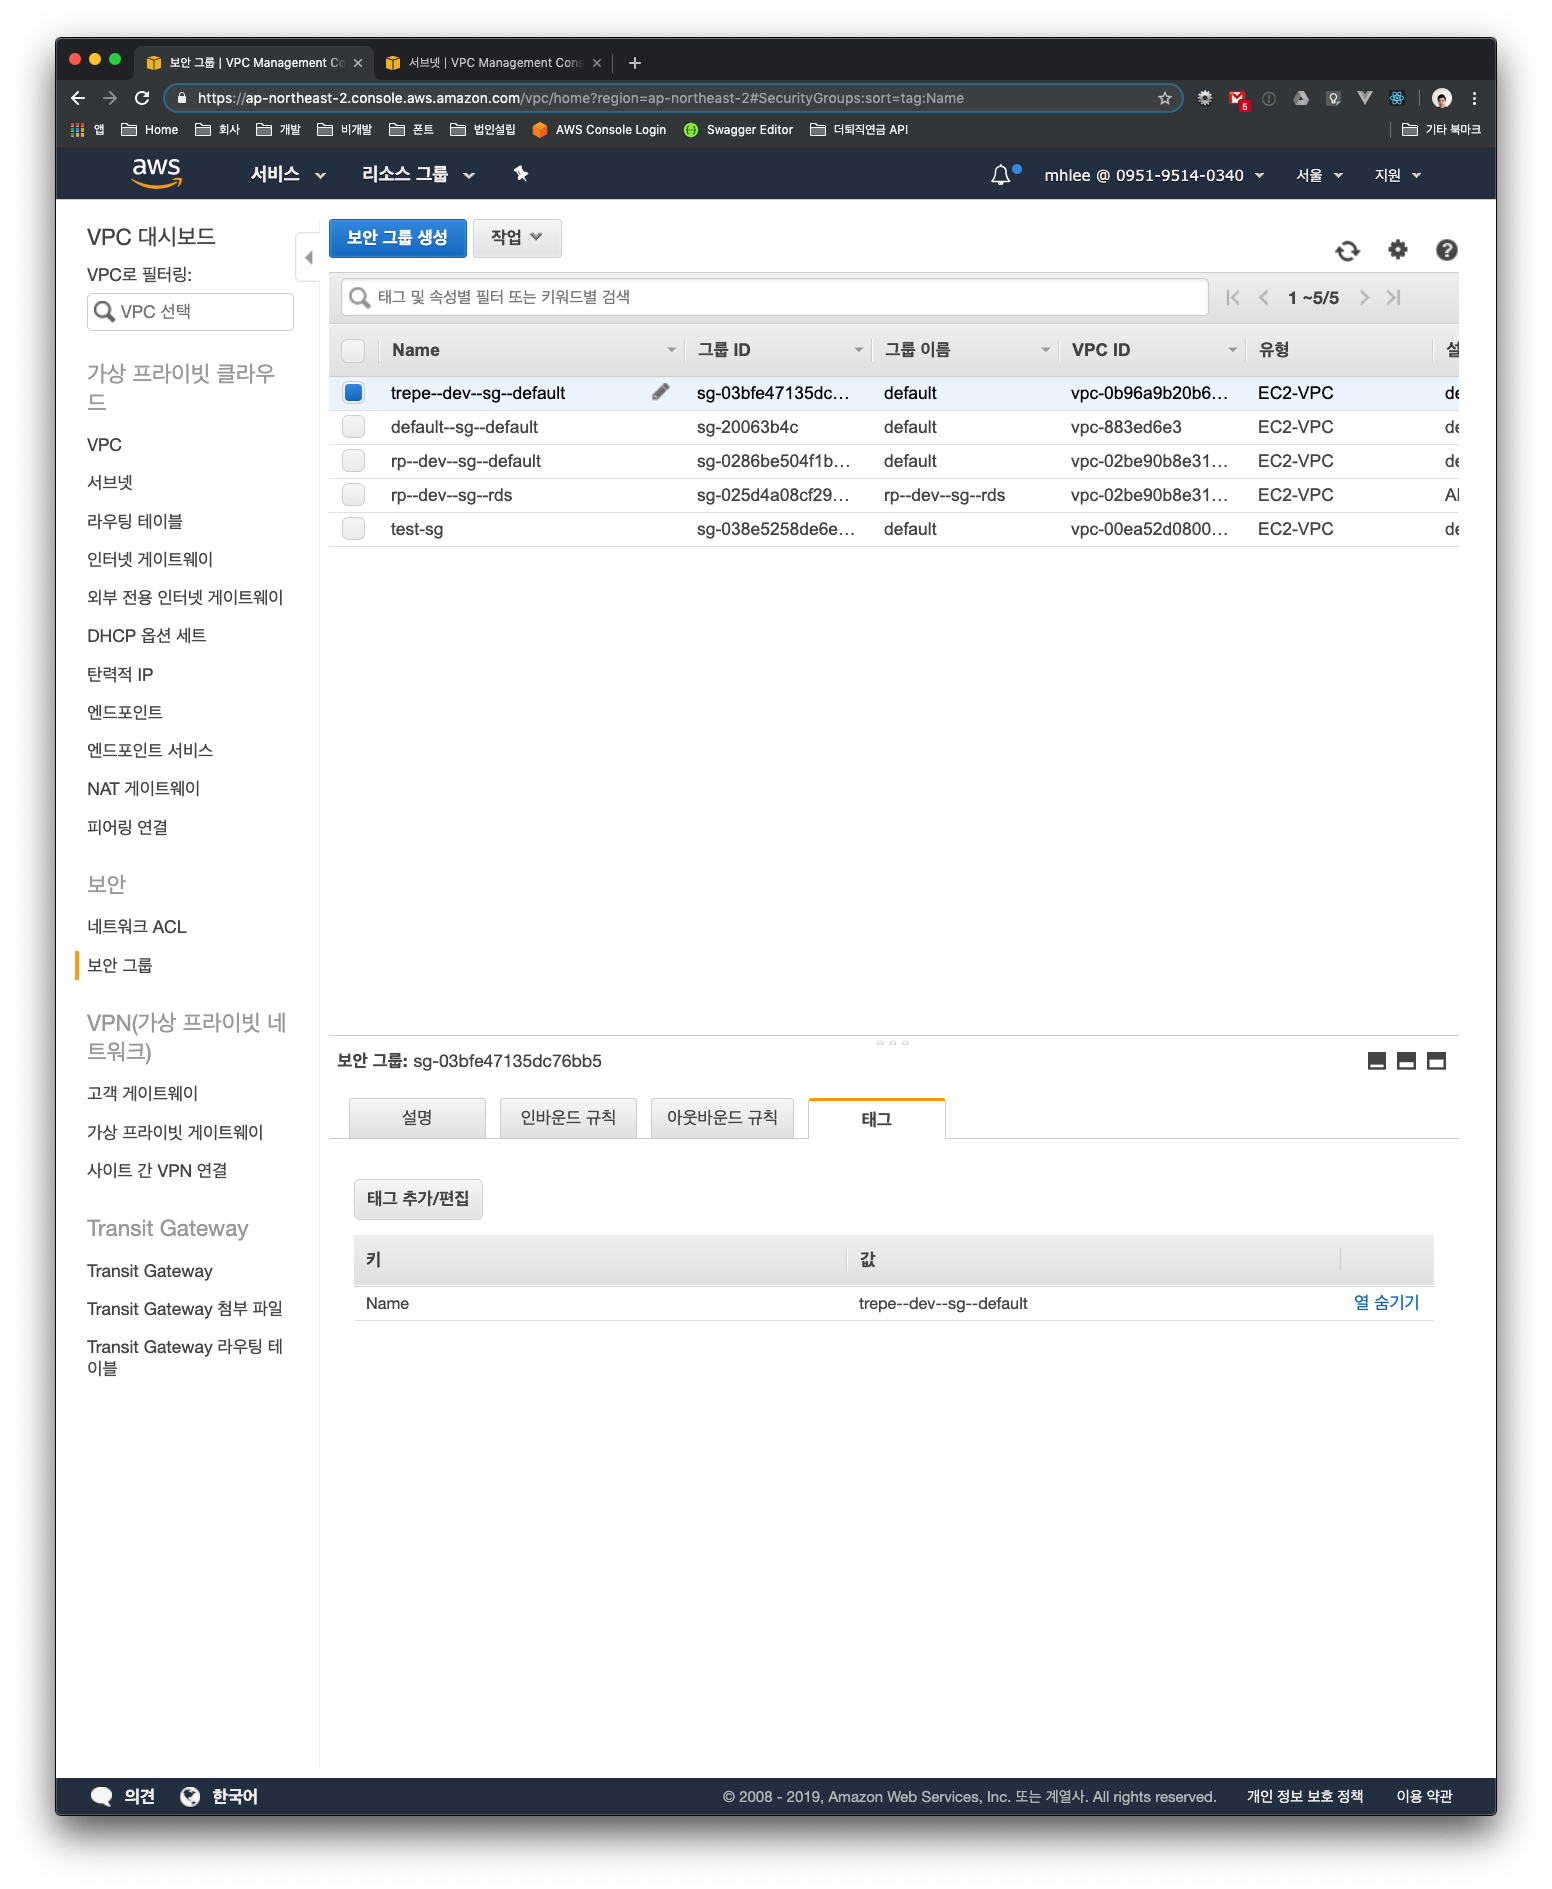 보안 그룹 | VPC Management Co
서브넷 | VPC Management Cons
https://ap-northeast-2.console.aws.amazon.com/vpc/home?region=ap-northeast-2#SecurityGroups:sort=tag:Name
5
앱
Home
회사
개발
비개발
폰트
법인설립
AWS Console Login
Swagger Editor
더퇴직연금 API
기타 북마크
aws
서비스
리소스 그룹
mhlee @ 0951-9514-0340
서울
지원
VPC 대시보드
VPC로 필터링:
VPC 선택
가상 프라이빗 클라우
드
VPC
서브넷
라우팅 테이블
인터넷 게이트웨이
외부 전용 인터넷 게이트웨이
DHCP 옵션 세트
탄력적 IP
엔드포인트
엔드포인트 서비스
NAT 게이트웨이
피어링 연결
보안
네트워크 ACL
보안 그룹
VPN(가상 프라이빗 네
트워크)
고객 게이트웨이
가상 프라이빗 게이트웨이
사이트 간 VPN 연결
Transit Gateway
Transit Gateway
Transit Gateway 첨부 파일
Transit Gateway 라우팅 테
이블
보안 그룹 생성
작업
태그 및 속성별 필터 또는 키워드별 검색
1 ~5/5
Name 그룹 ID 그룹 이름 VPC ID 유형 설
trepe--dev--sg--default sg-03bfe47135dc... default vpc-0b96a9b20b6... EC2-VPC de
default--sg--default sg-20063b4c default vpc-883ed6e3 EC2-VPC de
rp--dev--sg--default sg-0286be504f1b... default vpc-02be90b8e31... EC2-VPC de
rp--dev--sg--rds sg-025d4a08cf29... rp--dev--sg--rds vpc-02be90b8e31... EC2-VPC Al
test-sg sg-038e5258de6e... default vpc-00ea52d0800... EC2-VPC de
보안 그룹: sg-03bfe47135dc76bb5
설명
인바운드 규칙
아웃바운드 규칙
태그
태그 추가/편집
키 값
Name trepe--dev--sg--default 열 숨기기
의견
한국어
© 2008 - 2019, Amazon Web Services, Inc. 또는 계열사. All rights reserved.
개인 정보 보호 정책
이용 약관